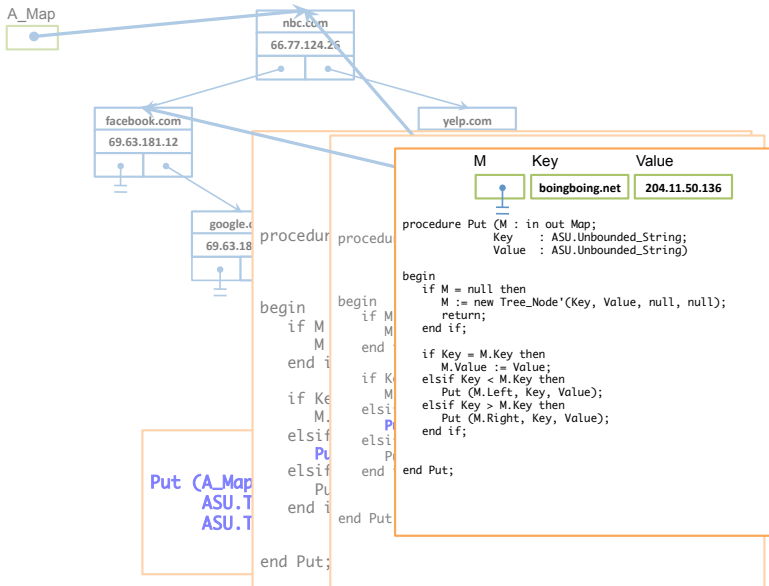 A_Map
nbc.com
66.77.124.26
facebook.com
69.63.181.12
yelp.com
google.c
69.63.18
Put (A_Map
ASU.T
ASU.T
procedur
begin
if M
M
end i
if Ke
M.
elsif
Pu
elsif
Pu
end i
end Put;
procedu
begin
if M
M
end
if K
M
elsi
P
elsi
P
end
end Put
M Key Value
boingboing.net 204.11.50.136
procedure Put (M : in out Map;
Key : ASU.Unbounded_String;
Value : ASU.Unbounded_String)
begin
if M = null then
M := new Tree_Node'(Key, Value, null, null);
return;
end if;
if Key = M.Key then
M.Value := Value;
elsif Key < M.Key then
Put (M.Left, Key, Value);
elsif Key > M.Key then
Put (M.Right, Key, Value);
end if;
end Put;